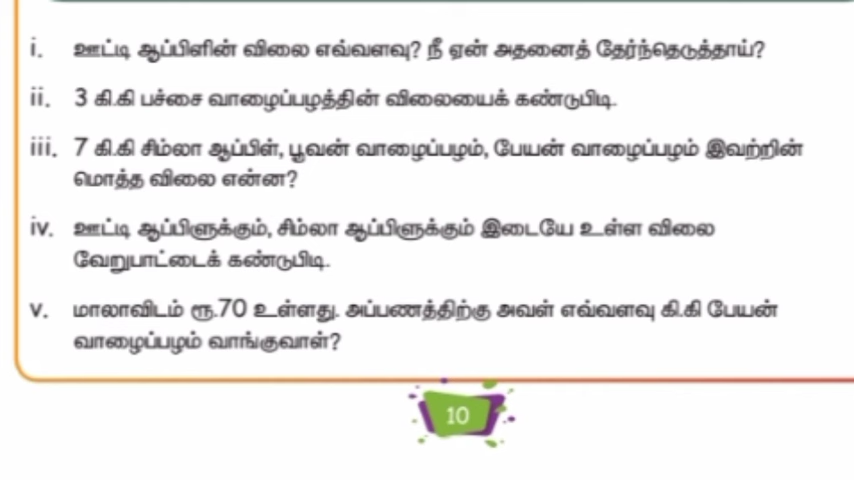 i. ஊட்டி ஆப்பிளின் விலை எவ்வளவு? நீ ஏன் அதனைத் தேர்ந்தெடுத்தாய்?
ii. 3 கி.கி பச்சை வாழைப்பழத்தின் விலையைக் கண்டுபிடி.
iii. 7 கி.கி சிம்லா ஆப்பிள், பூவன் வாழைப்பழம், பேயன் வாழைப்பழம் இவற்றின்
மொத்த விலை என்ன?
iv. ஊட்டி ஆப்பிளுக்கும், சிம்லா ஆப்பிளுக்கும் இடையே உள்ள விலை
வேறுபாட்டைக் கண்டுபிடி.
v. மாலாவிடம் ரூ.70 உள்ளது. அப்பணத்திற்கு அவள் எவ்வளவு கி.கி பேயன்
வாழைப்பழம் வாங்குவாள்?
10